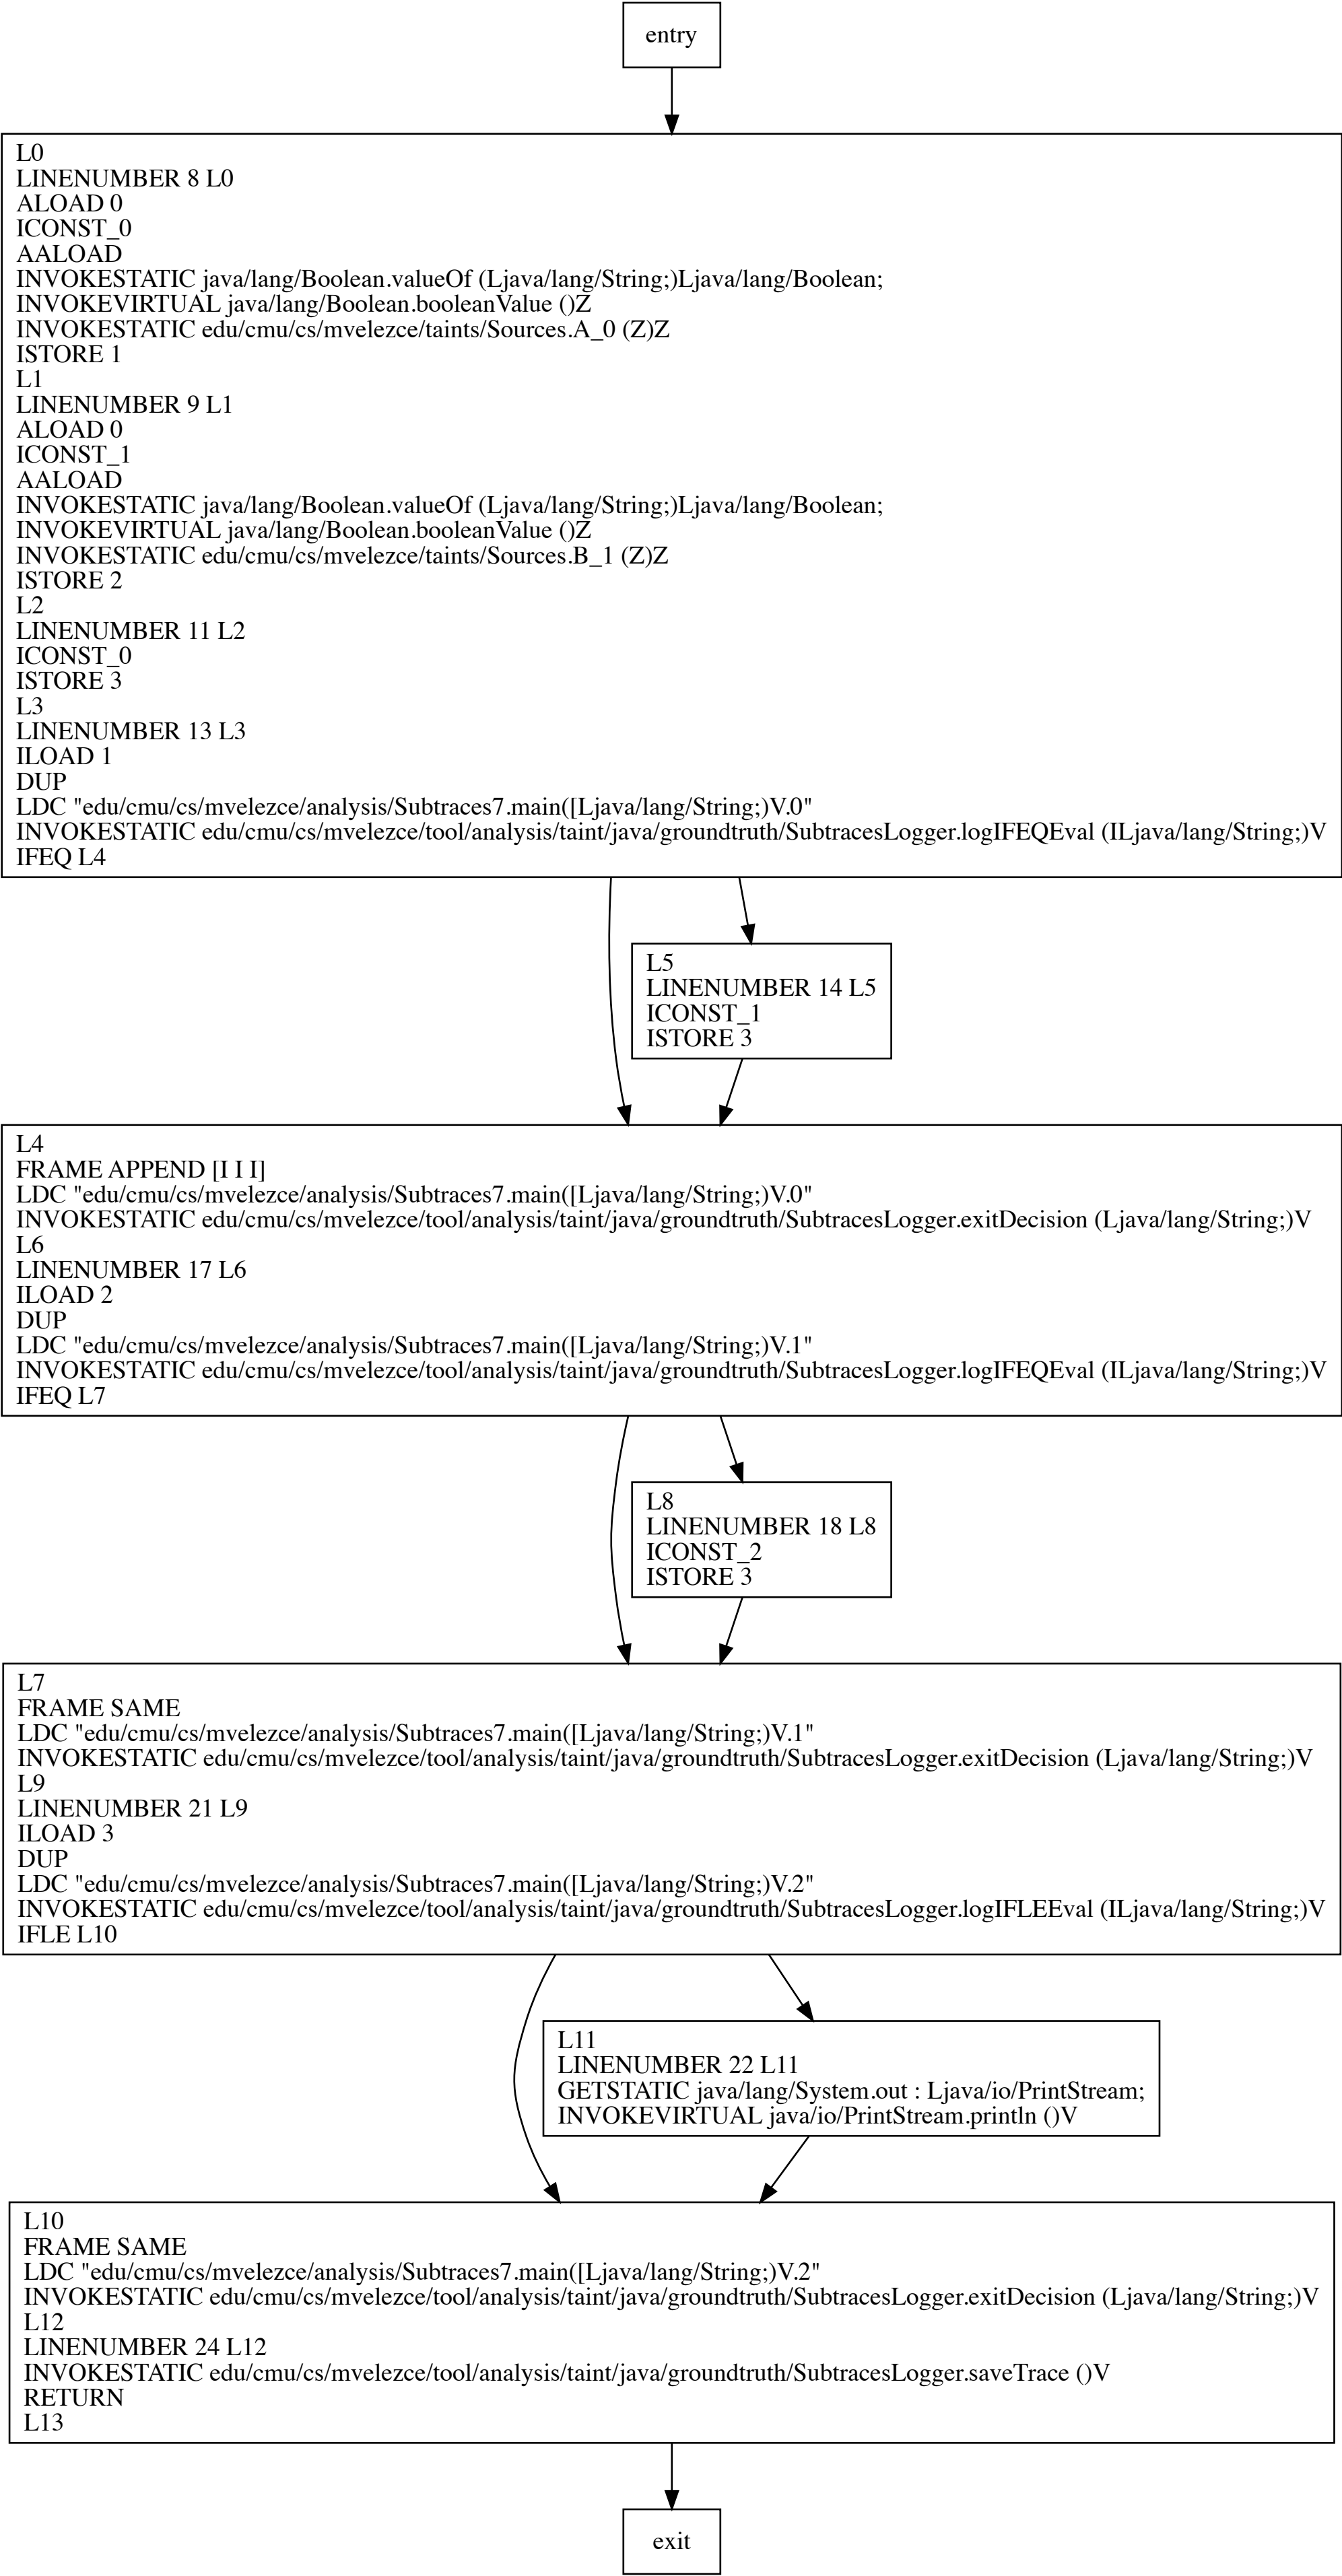 entry
L0
LINENUMBER 8 L0
ALOAD 0
ICONST_0
AALOAD
INVOKESTATIC java/lang/Boolean.valueOf (Ljava/lang/String;)Ljava/lang/Boolean;
INVOKEVIRTUAL java/lang/Boolean.booleanValue ()Z
INVOKESTATIC edu/cmu/cs/mvelezce/taints/Sources.A_0 (Z)Z
ISTORE 1
L1
LINENUMBER 9 L1
ALOAD 0
ICONST_1
AALOAD
INVOKESTATIC java/lang/Boolean.valueOf (Ljava/lang/String;)Ljava/lang/Boolean;
INVOKEVIRTUAL java/lang/Boolean.booleanValue ()Z
INVOKESTATIC edu/cmu/cs/mvelezce/taints/Sources.B_1 (Z)Z
ISTORE 2
L2
LINENUMBER 11 L2
ICONST_0
ISTORE 3
L3
LINENUMBER 13 L3
ILOAD 1
DUP
LDC "edu/cmu/cs/mvelezce/analysis/Subtraces7.main([Ljava/lang/String;)V.0"
INVOKESTATIC edu/cmu/cs/mvelezce/tool/analysis/taint/java/groundtruth/SubtracesLogger.logIFEQEval (ILjava/lang/String;)V
IFEQ L4
L5
LINENUMBER 14 L5
ICONST_1
ISTORE 3
L4
FRAME APPEND [I I I]
LDC "edu/cmu/cs/mvelezce/analysis/Subtraces7.main([Ljava/lang/String;)V.0"
INVOKESTATIC edu/cmu/cs/mvelezce/tool/analysis/taint/java/groundtruth/SubtracesLogger.exitDecision (Ljava/lang/String;)V
L6
LINENUMBER 17 L6
ILOAD 2
DUP
LDC "edu/cmu/cs/mvelezce/analysis/Subtraces7.main([Ljava/lang/String;)V.1"
INVOKESTATIC edu/cmu/cs/mvelezce/tool/analysis/taint/java/groundtruth/SubtracesLogger.logIFEQEval (ILjava/lang/String;)V
IFEQ L7
L8
LINENUMBER 18 L8
ICONST_2
ISTORE 3
L7
FRAME SAME
LDC "edu/cmu/cs/mvelezce/analysis/Subtraces7.main([Ljava/lang/String;)V.1"
INVOKESTATIC edu/cmu/cs/mvelezce/tool/analysis/taint/java/groundtruth/SubtracesLogger.exitDecision (Ljava/lang/String;)V
L9
LINENUMBER 21 L9
ILOAD 3
DUP
LDC "edu/cmu/cs/mvelezce/analysis/Subtraces7.main([Ljava/lang/String;)V.2"
INVOKESTATIC edu/cmu/cs/mvelezce/tool/analysis/taint/java/groundtruth/SubtracesLogger.logIFLEEval (ILjava/lang/String;)V
IFLE L10
L11
LINENUMBER 22 L11
GETSTATIC java/lang/System.out : Ljava/io/PrintStream;
INVOKEVIRTUAL java/io/PrintStream.println ()V
L10
FRAME SAME
LDC "edu/cmu/cs/mvelezce/analysis/Subtraces7.main([Ljava/lang/String;)V.2"
INVOKESTATIC edu/cmu/cs/mvelezce/tool/analysis/taint/java/groundtruth/SubtracesLogger.exitDecision (Ljava/lang/String;)V
L12
LINENUMBER 24 L12
INVOKESTATIC edu/cmu/cs/mvelezce/tool/analysis/taint/java/groundtruth/SubtracesLogger.saveTrace ()V
RETURN
L13
exit